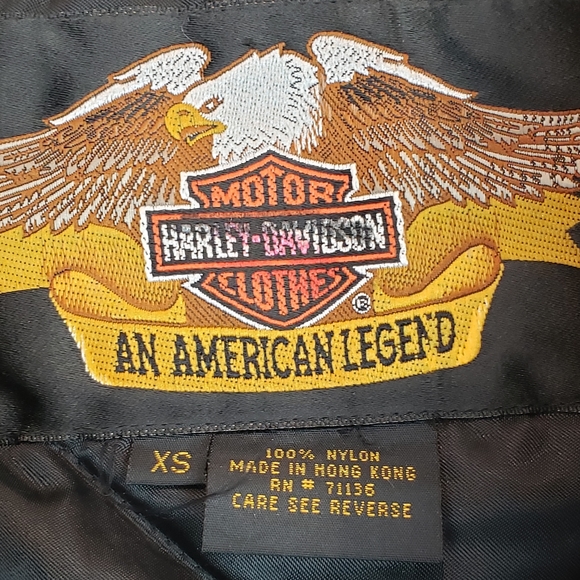 MOTOR
HARLEY-DAVIDSON
CLOTHES
®
AN AMERICAN LEGEND
XS
100% NYLON
MADE IN HONG KONG
RN # 71136
CARE SEE REVERSE